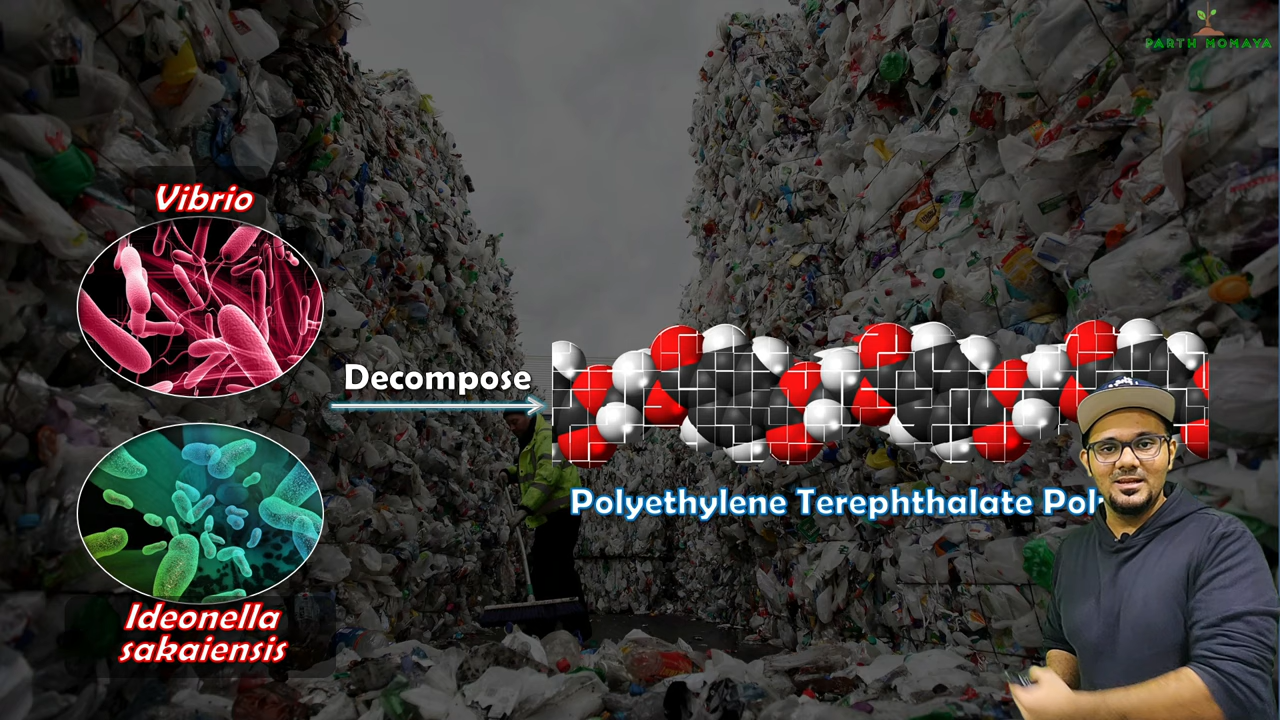 PARTH MOMAYA
Vibrio
Decompose
Polyethylene Terephthalate Pol
Ideonella
sakaiensis